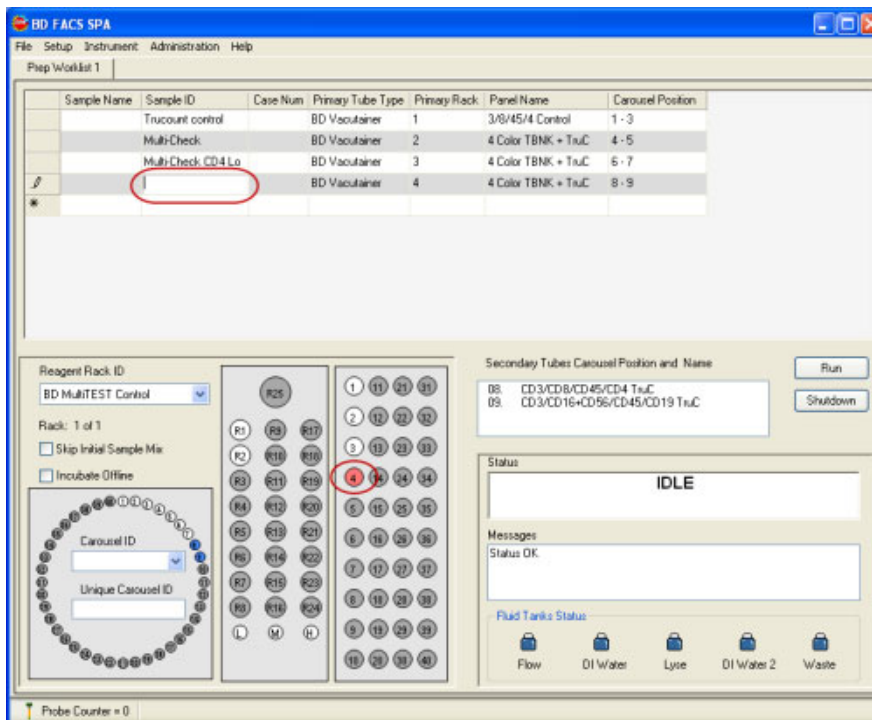 BD FACS SPA
File Setup Instrument Administration Help
Prep Worklist 1
Sample Name Sample ID Case Num Primary Tube Type Primary Rack Panel Name Carousel Position
Trucount control BD Vacutainer 1 3/8/45/4 Control 1 - 3
Multi-Check BD Vacutainer 2 4 Color TBNK + TruC 4 - 5
Multi-Check CD4 Lo BD Vacutainer 3 4 Color TBNK + TruC 6 - 7
BD Vacutainer 4 4 Color TBNK + TruC 8 - 9
Reagent Rack ID
BD MultiTEST Control
Rack: 1 of 1
Skip Initial Sample Mix
Incubate Offline
Carousel ID
Unique Carousel ID
R25
R1 R9 R17
R2 R10 R18
R3 R11 R19
R4 R12 R20
R5 R13 R21
R6 R14 R22
R7 R15 R23
R8 R16 R24
L M H
1 11 21 31
2 12 22 32
3 13 23 33
4 14 24 34
5 15 25 35
6 16 26 36
7 17 27 37
8 18 28 38
9 19 29 39
10 20 30 40
Secondary Tubes Carousel Position and Name
08. CD3/CD8/CD45/CD4 TruC
09. CD3/CD16+CD56/CD45/CD19 TruC
Run
Shutdown
Status
IDLE
Messages
Status OK
Fluid Tanks Status
Flow DI Water Lyse DI Water 2 Waste
Probe Counter = 0